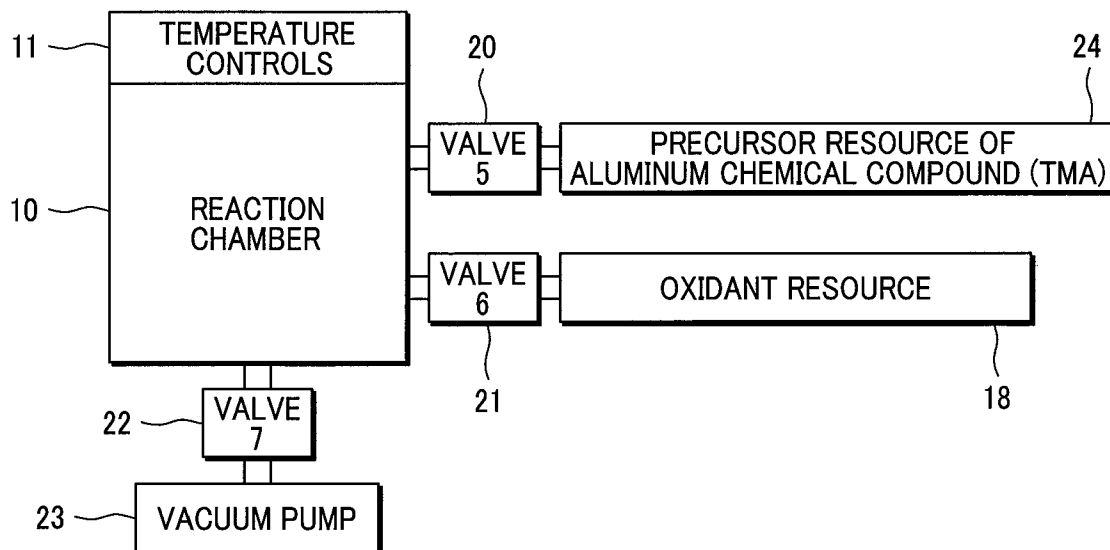 11
TEMPERATURE
CONTROLS
20
24
VALVE
5
PRECURSOR RESOURCE OF
ALUMINUM CHEMICAL COMPOUND (TMA)
10
REACTION
CHAMBER
VALVE
6
OXIDANT RESOURCE
21
18
22
VALVE
7
23
VACUUM PUMP